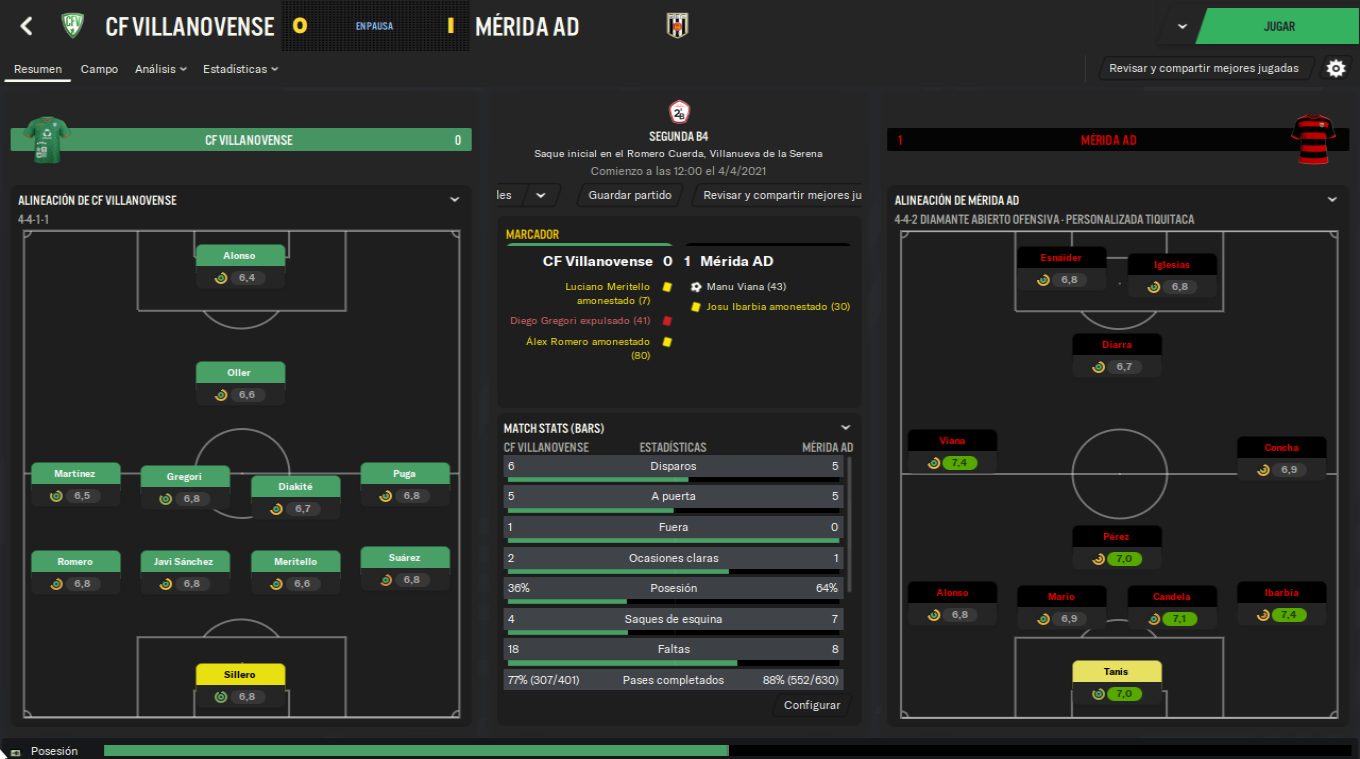 CF VILLANOVENSE
0
EN PAUSA
1
MÉRIDA AD
JUGAR
Resumen
Campo
Análisis
Estadísticas
Revisar y compartir mejores jugadas
CF VILLANOVENSE
0
ALINEACIÓN DE CF VILLANOVENSE
4-4-1-1
Alonso
6,4
Oller
6,6
Martínez
6,5
Gregori
6,8
Diakité
6,7
Puga
6,8
Romero
6,8
Javi Sánchez
6,8
Meritello
6,6
Suárez
6,8
Sillero
6,8
2ªB
SEGUNDA B4
Saque inicial en el Romero Cuerda, Villanueva de la Serena
Comienzo a las 12:00 el 4/4/2021
les
Guardar partido
Revisar y compartir mejores ju
MARCADOR
CF Villanovense 0 1 Mérida AD
Luciano Meritello
amonestado (7)
Diego Gregori expulsado (41)
Álex Romero amonestado
(80)
Manu Viana (43)
Josu Ibarbia amonestado (30)
MATCH STATS (BARS)
CF VILLANOVENSE ESTADÍSTICAS MÉRIDA AD
6 Disparos 5
5 A puerta 5
1 Fuera 0
2 Ocasiones claras 1
36% Posesión 64%
4 Saques de esquina 7
18 Faltas 8
77% (307/401) Pases completados 88% (552/630)
Configurar
1
MÉRIDA AD
ALINEACIÓN DE MÉRIDA AD
4-4-2 DIAMANTE ABIERTO OFENSIVA - PERSONALIZADA TIQUITACA
Esnáider
6,8
Iglesias
6,8
Diarra
6,7
Viana
7,4
Concha
6,9
Pérez
7,0
Alonso
6,8
Mario
6,9
Candela
7,1
Ibarbia
7,4
Tanis
7,0
Posesión